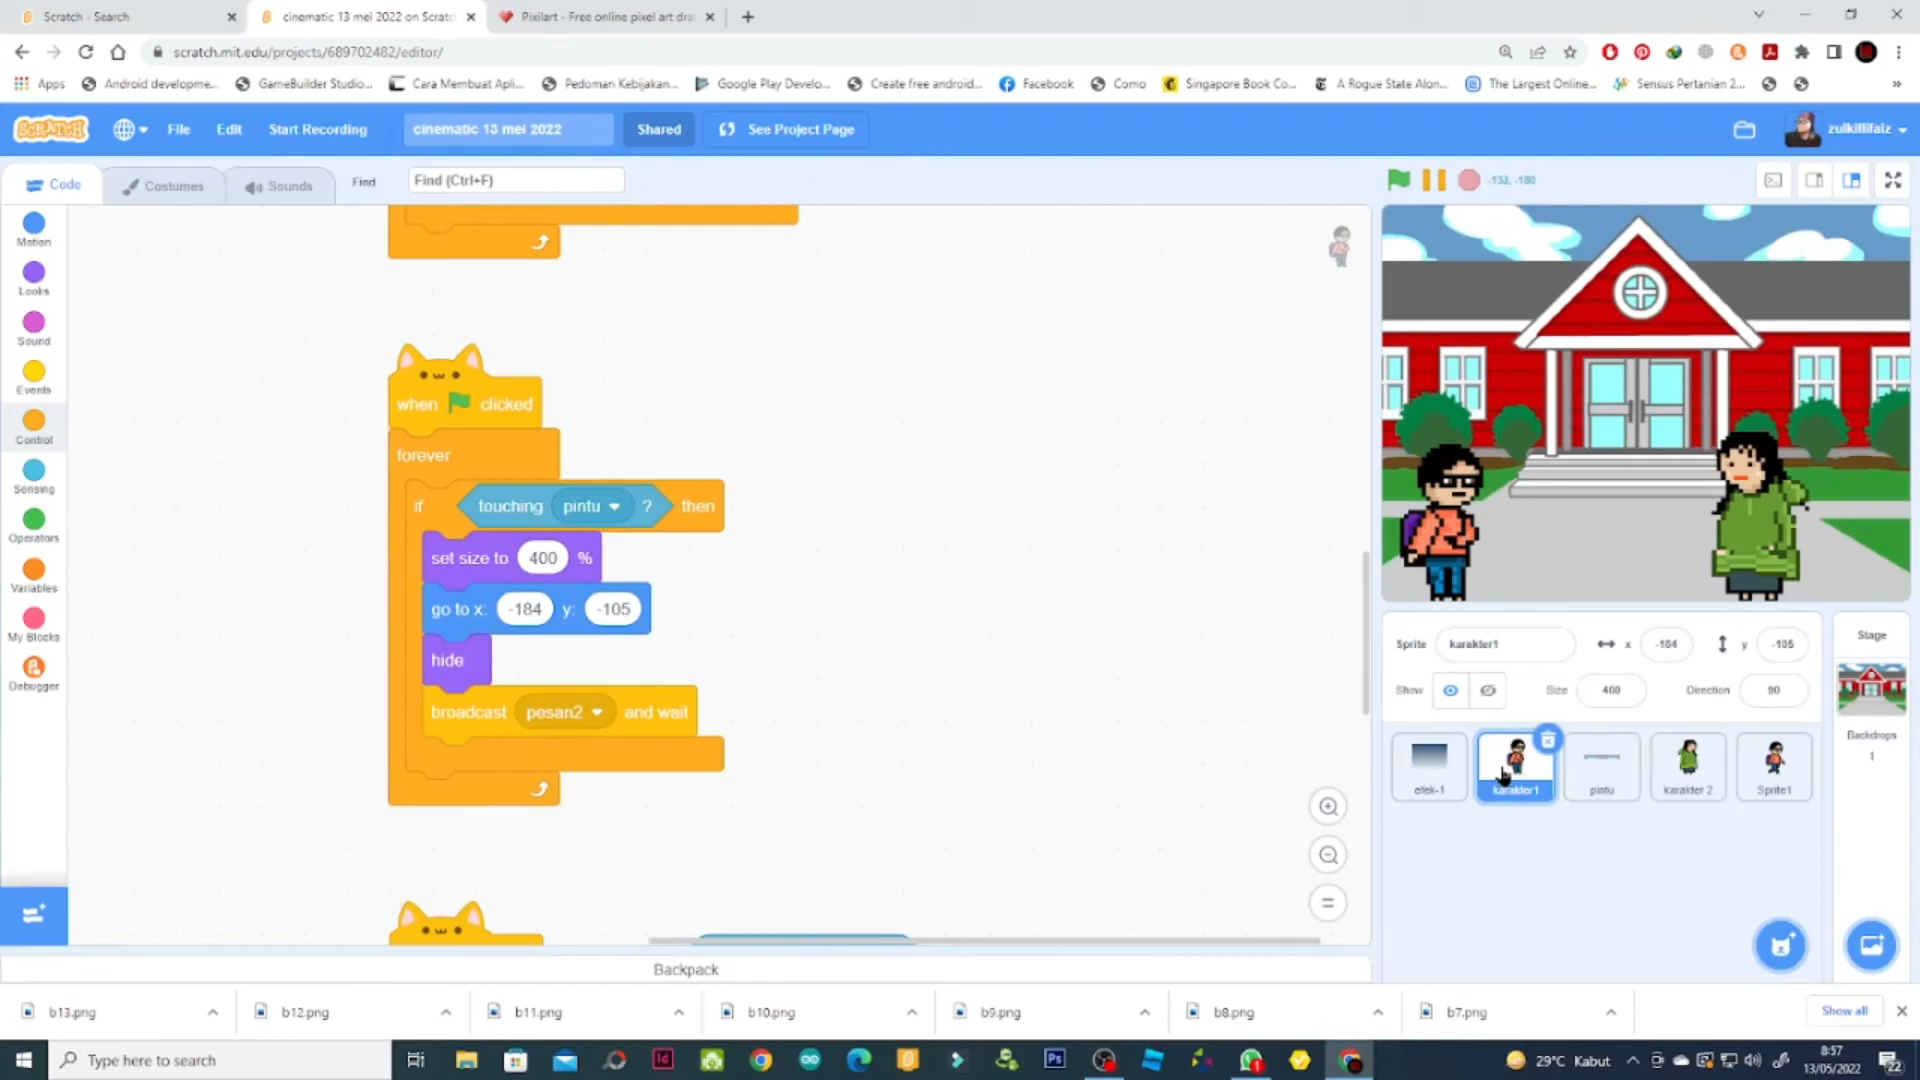 Scratch - Search
cinematic 13 mei 2022 on Scratc
Pixilart - Free online pixel art dra
scratch.mit.edu/projects/689702482/editor/
Apps
Android developme...
GameBuilder Studio...
Cara Membuat Apli...
Pedoman Kebijakan...
Google Play Develo...
Create free android...
Facebook
Como
Singapore Book Co...
A Rogue State Alon...
The Largest Online...
Sensus Pertanian 2...
SCRATCH
File
Edit
Start Recording
cinematic 13 mei 2022
Shared
See Project Page
zulkiflifaiz
Code
Costumes
Sounds
Find
Find (Ctrl+F)
-132, -180
Motion
Looks
Sound
Events
Control
Sensing
Operators
Variables
My Blocks
Debugger
when clicked
forever
if touching pintu ? then
set size to 400 %
go to x: -184 y: -105
hide
broadcast pesan2 and wait
Sprite karakter1 x -184 y -105
Show Size 400 Direction 90
Stage
Backdrops
1
efek-1
karakter1
pintu
karakter 2
Sprite1
Backpack
b13.png
b12.png
b11.png
b10.png
b9.png
b8.png
b7.png
Show all
Type here to search
29°C Kabut
8:57
13/05/2022
22